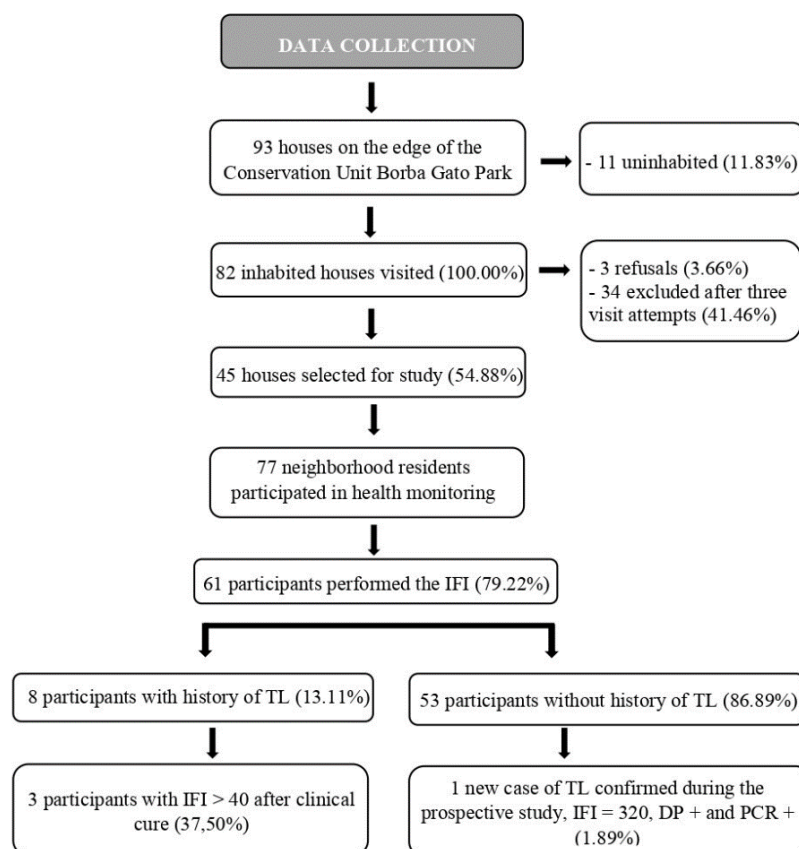 DATA COLLECTION
93 houses on the edge of the
Conservation Unit Borba Gato Park
- 11 uninhabited (11.83%)
82 inhabited houses visited (100.00%)
- 3 refusals (3.66%)
- 34 excluded after three
visit attempts (41.46%)
45 houses selected for study (54.88%)
77 neighborhood residents
participated in health monitoring
61 participants performed the IFI (79.22%)
8 participants with history of TL (13.11%)
53 participants without history of TL (86.89%)
3 participants with IFI > 40 after clinical
cure (37,50%)
1 new case of TL confirmed during the
prospective study, IFI = 320, DP + and PCR +
(1.89%)